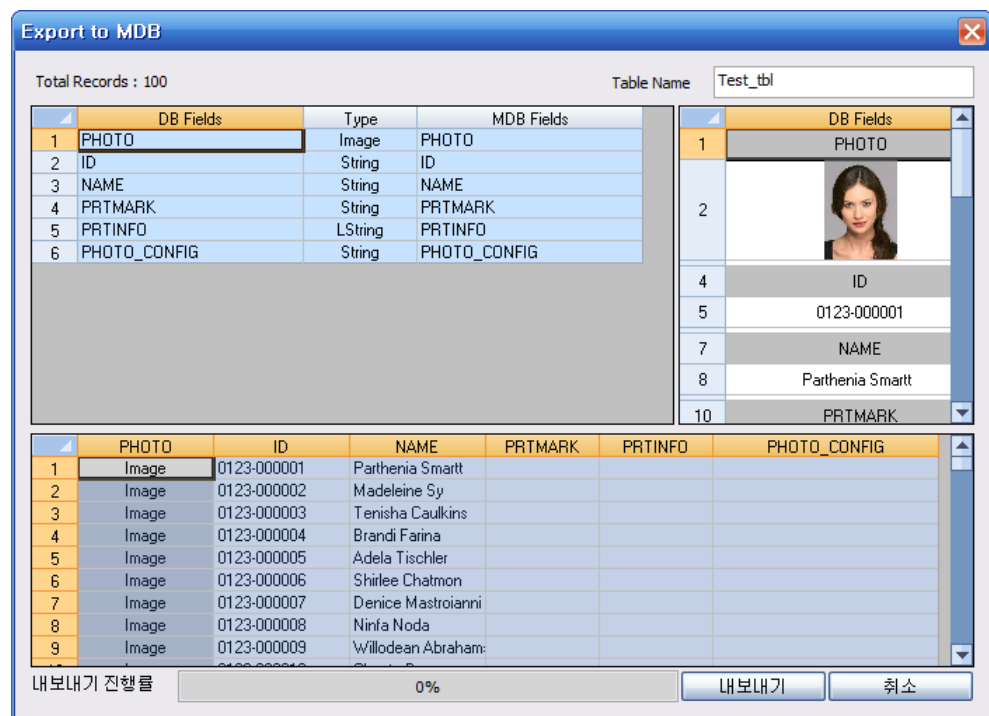 Export to MDB
Total Records : 100
Table Name Test_tbl
DB Fields Type MDB Fields
1 PHOTO Image PHOTO
2 ID String ID
3 NAME String NAME
4 PRTMARK String PRTMARK
5 PRTINFO LString PRTINFO
6 PHOTO_CONFIG String PHOTO_CONFIG
DB Fields
1 PHOTO
2
4 ID
5 0123-000001
7 NAME
8 Parthenia Smartt
10 PRTMARK
PHOTO ID NAME PRTMARK PRTINFO PHOTO_CONFIG
1 Image 0123-000001 Parthenia Smartt
2 Image 0123-000002 Madeleine Sy
3 Image 0123-000003 Tenisha Caulkins
4 Image 0123-000004 Brandi Farina
5 Image 0123-000005 Adela Tischler
6 Image 0123-000006 Shirlee Chatmon
7 Image 0123-000007 Denice Mastroianni
8 Image 0123-000008 Ninfa Noda
9 Image 0123-000009 Willodean Abraham
내보내기 진행률 0% 내보내기 취소